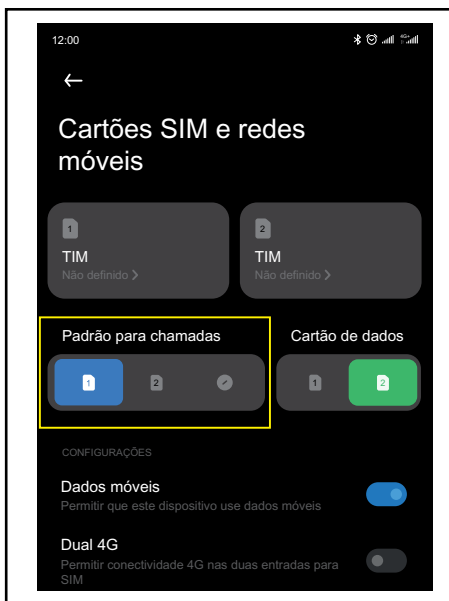 12:00 4G+
Cartões SIM e redes
móveis
1 2
TIM TIM
Não definido Não definido
Padrão para chamadas Cartão de dados
1 2 1 2
CONFIGURAÇÕES
Dados móveis
Permitir que este dispositivo use dados móveis
Dual 4G
Permitir conectividade 4G nas duas entradas para
SIM